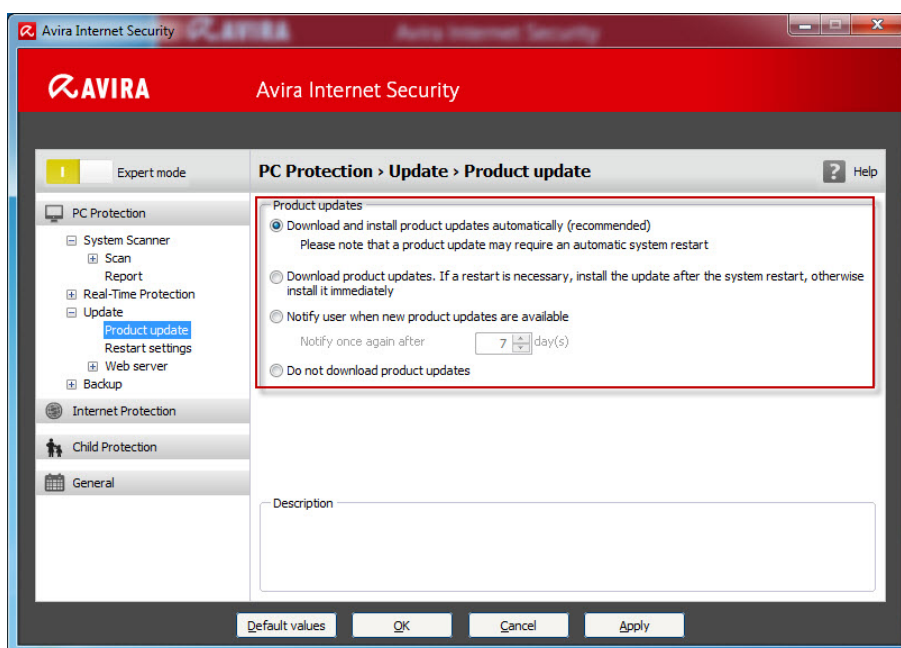 Avira Internet Security
AVIRA
Avira Internet Security
AVIRA
Avira Internet Security
Expert mode
PC Protection › Update › Product update
? Help
PC Protection
System Scanner
Scan
Report
Real-Time Protection
Update
Product update
Restart settings
Web server
Backup
Internet Protection
Child Protection
General
Product updates
Download and install product updates automatically (recommended)
Please note that a product update may require an automatic system restart
Download product updates. If a restart is necessary, install the update after the system restart, otherwise
install it immediately
Notify user when new product updates are available
Notify once again after 7 day(s)
Do not download product updates
Description
Default values OK Cancel Apply